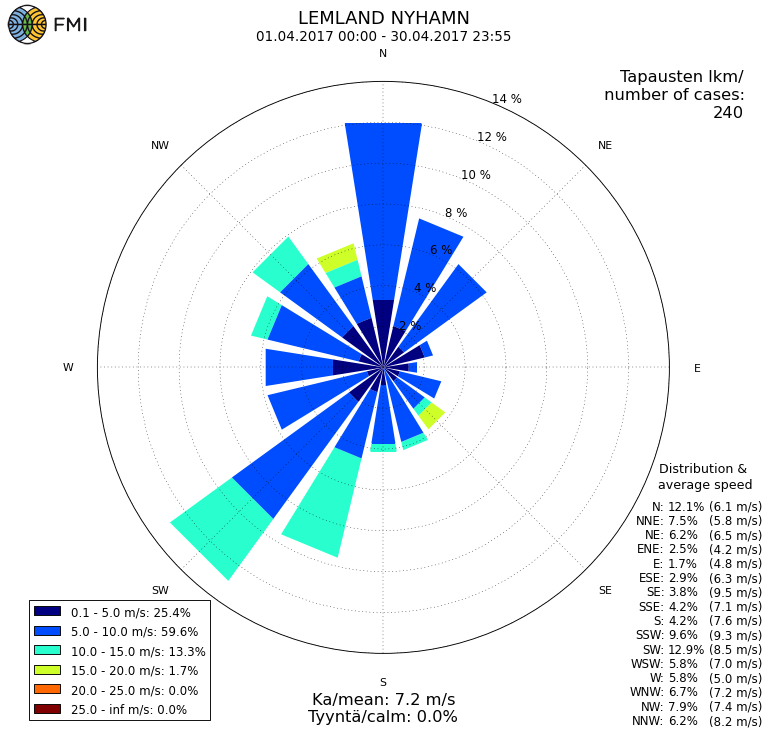 FMI
LEMLAND NYHAMN
01.04.2017 00:00 - 30.04.2017 23:55
Tapausten lkm/
number of cases:
240
N
NE
E
SE
S
SW
W
NW
14 %
12 %
10 %
8 %
6 %
4 %
2 %
Distribution &
average speed
N: 12.1% (6.1 m/s)
NNE: 7.5% (5.8 m/s)
NE: 6.2% (6.5 m/s)
ENE: 2.5% (4.2 m/s)
E: 1.7% (4.8 m/s)
ESE: 2.9% (6.3 m/s)
SE: 3.8% (9.5 m/s)
SSE: 4.2% (7.1 m/s)
S: 4.2% (7.6 m/s)
SSW: 9.6% (9.3 m/s)
SW: 12.9% (8.5 m/s)
WSW: 5.8% (7.0 m/s)
W: 5.8% (5.0 m/s)
WNW: 6.7% (7.2 m/s)
NW: 7.9% (7.4 m/s)
NNW: 6.2% (8.2 m/s)
0.1 - 5.0 m/s: 25.4%
5.0 - 10.0 m/s: 59.6%
10.0 - 15.0 m/s: 13.3%
15.0 - 20.0 m/s: 1.7%
20.0 - 25.0 m/s: 0.0%
25.0 - inf m/s: 0.0%
Ka/mean: 7.2 m/s
Tyyntä/calm: 0.0%